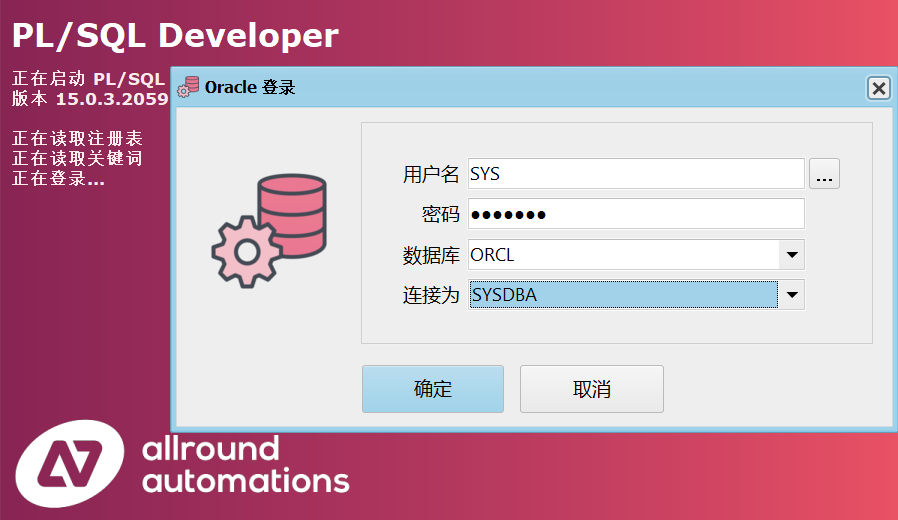 PL/SQL Developer
正在启动 PL/SQL
版本 15.0.3.2059
正在读取注册表
正在读取关键词
正在登录...
Oracle 登录
用户名 SYS ...
密码 ●●●●●●●
数据库 ORCL
连接为 SYSDBA
确定 取消
allround
automations